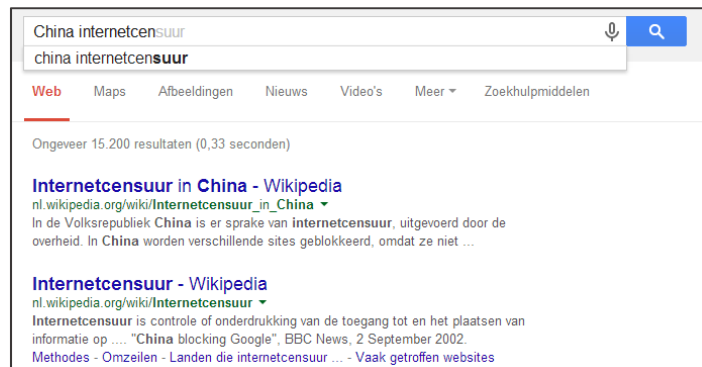 China internetcensuur
china internetcensuur
Web Maps Afbeeldingen Nieuws Video's Meer Zoekhulpmiddelen
Ongeveer 15.200 resultaten (0,33 seconden)
Internetcensuur in China - Wikipedia
nl.wikipedia.org/wiki/Internetcensuur_in_China
In de Volksrepubliek China is er sprake van internetcensuur, uitgevoerd door de
overheid. In China worden verschillende sites geblokkeerd, omdat ze niet ...
Internetcensuur - Wikipedia
nl.wikipedia.org/wiki/Internetcensuur
Internetcensuur is controle of onderdrukking van de toegang tot en het plaatsen van
informatie op .... "China blocking Google", BBC News, 2 September 2002.
Methodes - Omzeilen - Landen die internetcensuur ... - Vaak getroffen websites